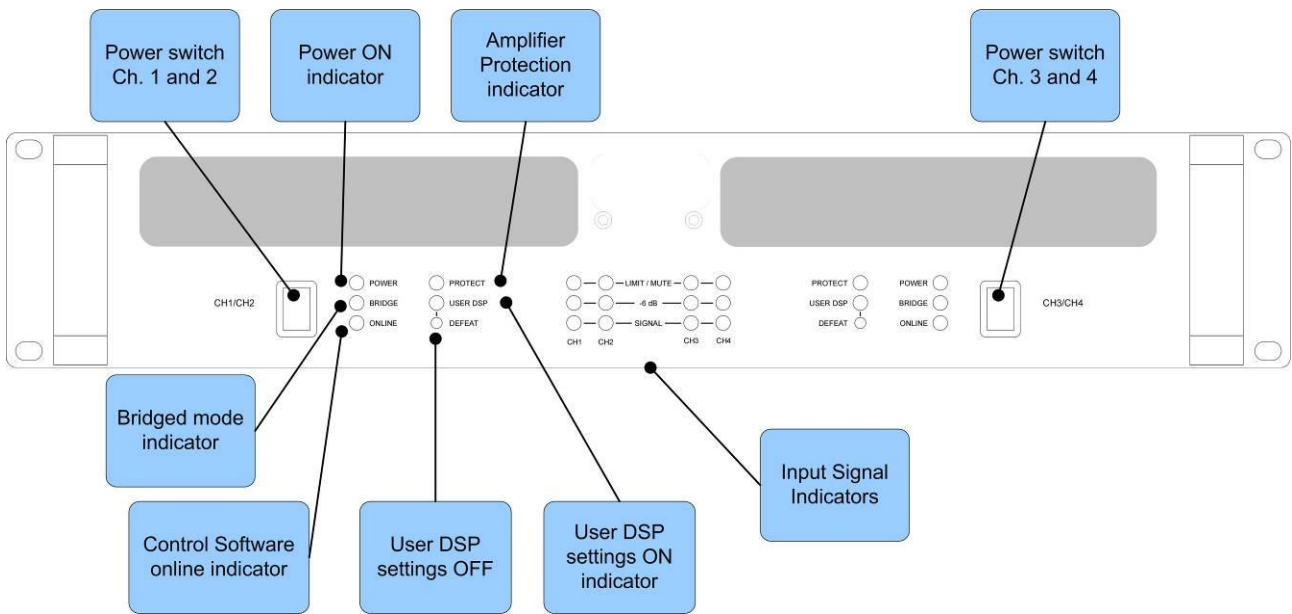 Power switch
Ch. 1 and 2
Power ON
indicator
Amplifier
Protection
indicator
Power switch
Ch. 3 and 4
CH1/CH2
POWER
BRIDGE
ONLINE
PROTECT
USER DSP
DEFEAT
LIMIT / MUTE
-6 dB
SIGNAL
CH1
CH2
CH3
CH4
PROTECT
USER DSP
DEFEAT
POWER
BRIDGE
ONLINE
CH3/CH4
Bridged mode
indicator
Input Signal
Indicators
Control Software
online indicator
User DSP
settings OFF
User DSP
settings ON
indicator